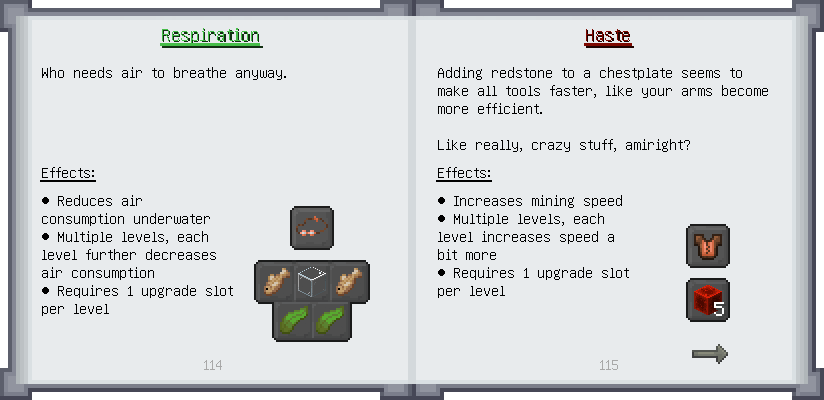 Respiration
Who needs air to breathe anyway.
Effects:
● Reduces air
consumption underwater
● Multiple levels, each
level further decreases
air consumption
● Requires 1 upgrade slot
per level
114
Haste
Adding redstone to a chestplate seems to
make all tools faster, like your arms become
more efficient.
Like really, crazy stuff, amiright?
Effects:
● Increases mining speed
● Multiple levels, each
level increases speed a
bit more
● Requires 1 upgrade slot
per level
5
115